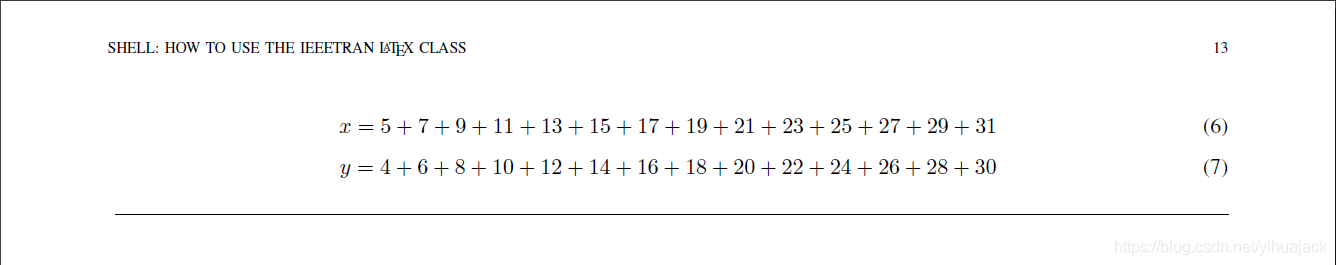 SHELL: HOW TO USE THE IEEETRAN LATEX CLASS 13
x = 5 + 7 + 9 + 11 + 13 + 15 + 17 + 19 + 21 + 23 + 25 + 27 + 29 + 31 (6)
y = 4 + 6 + 8 + 10 + 12 + 14 + 16 + 18 + 20 + 22 + 24 + 26 + 28 + 30 (7)
https://blog.csdn.net/yihuajack